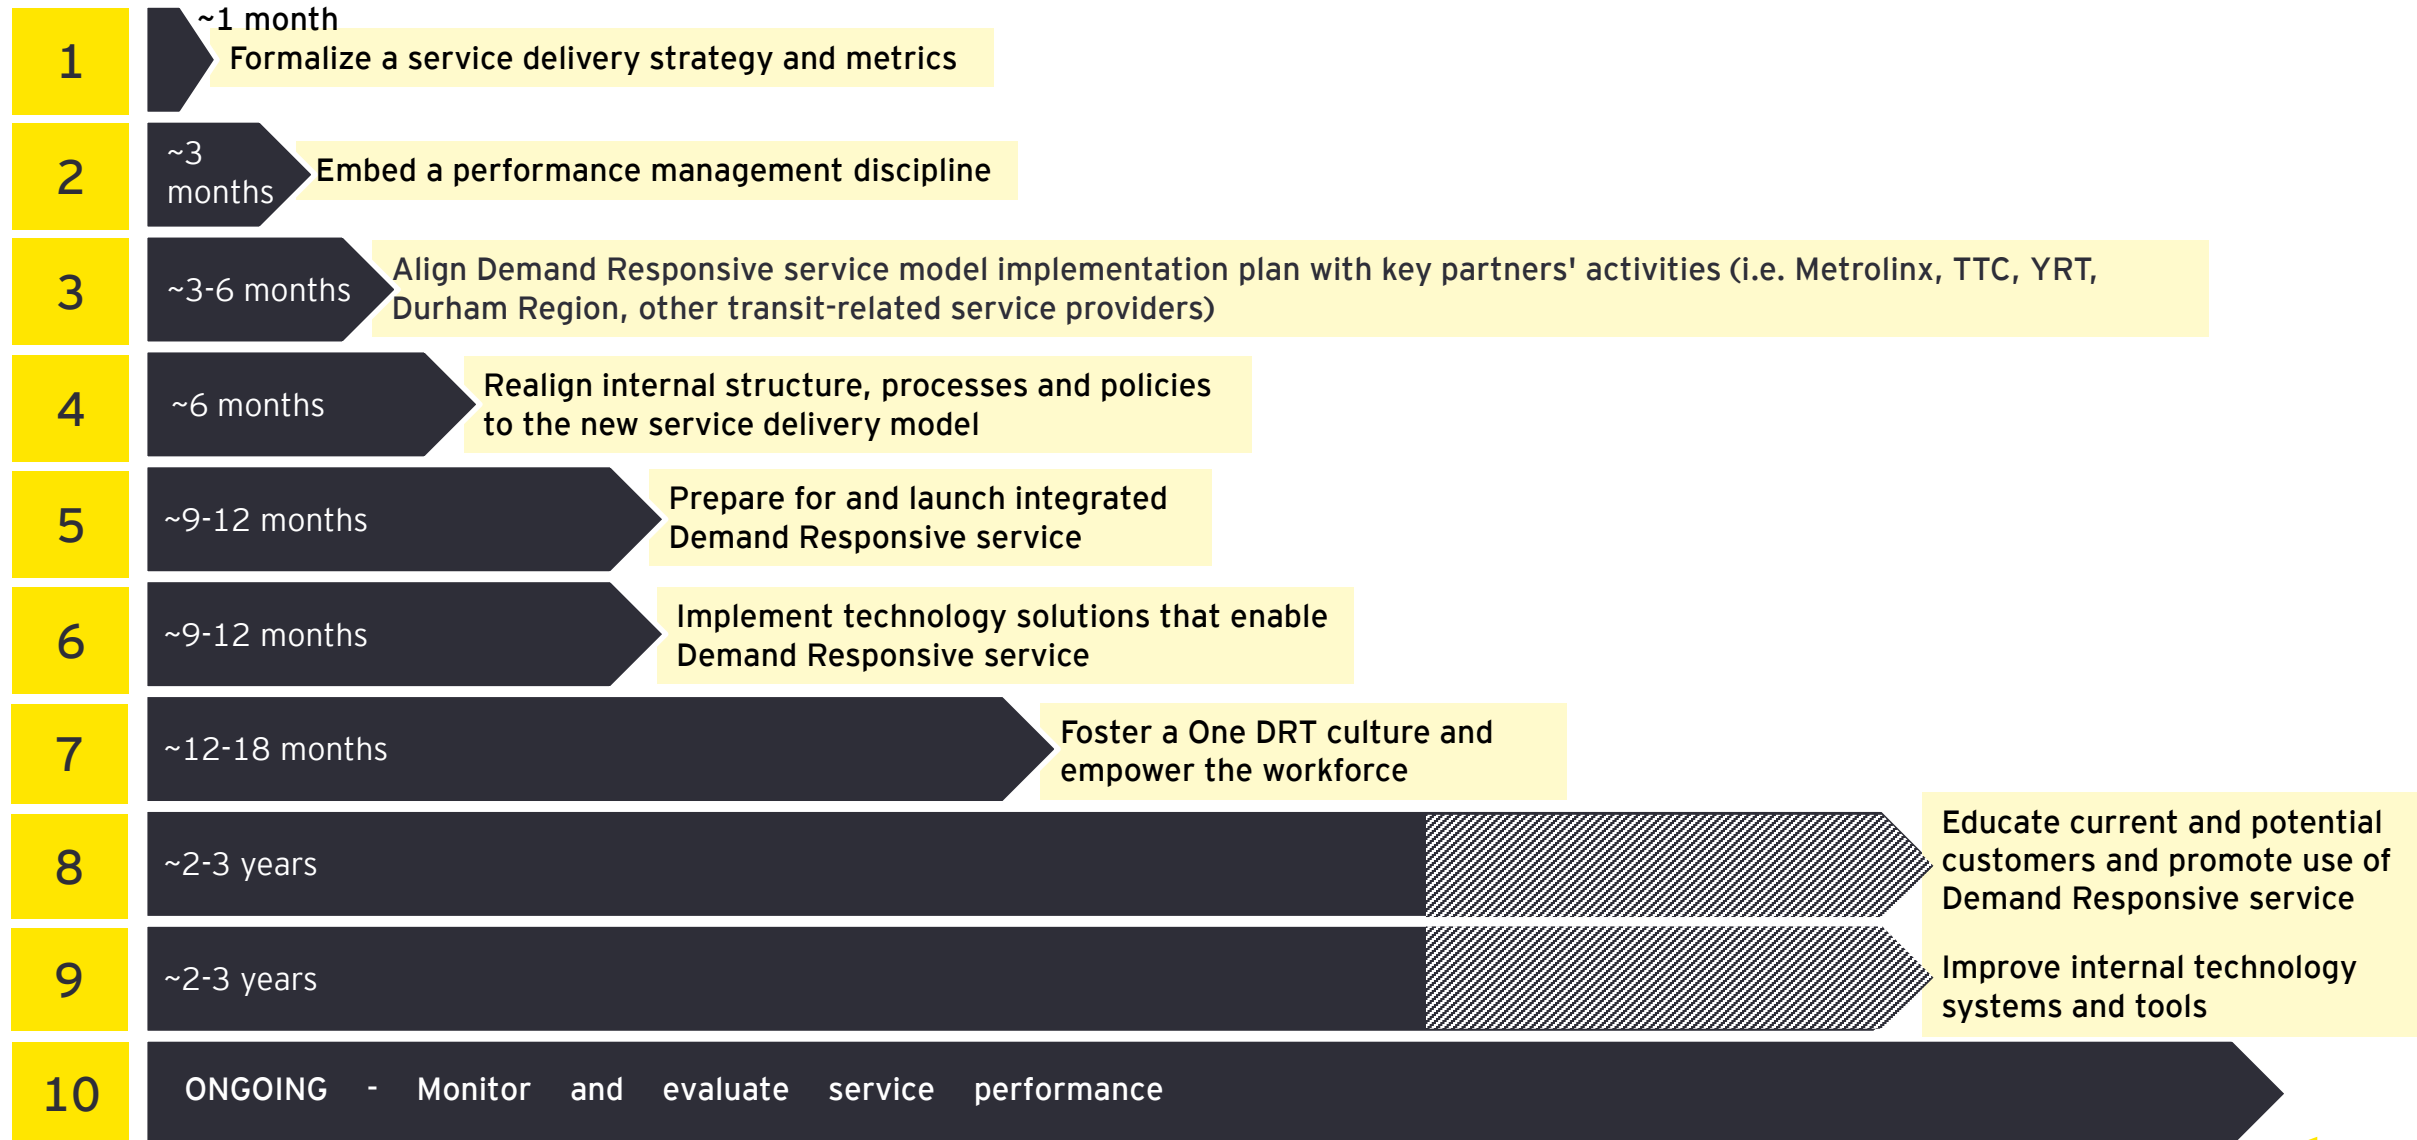 1
~1 month
Formalize a service delivery strategy and metrics
2
~3
months
Embed a performance management discipline
3
~3-6 months
Align Demand Responsive service model implementation plan with key partners' activities (i.e. Metrolinx, TTC, YRT,
Durham Region, other transit-related service providers)
4
~6 months
Realign internal structure, processes and policies
to the new service delivery model
5
~9-12 months
Prepare for and launch integrated
Demand Responsive service
6
~9-12 months
Implement technology solutions that enable
Demand Responsive service
7
~12-18 months
Foster a One DRT culture and
empower the workforce
8
~2-3 years
Educate current and potential
customers and promote use of
Demand Responsive service
9
~2-3 years
Improve internal technology
systems and tools
10
ONGOING - Monitor and evaluate service performance